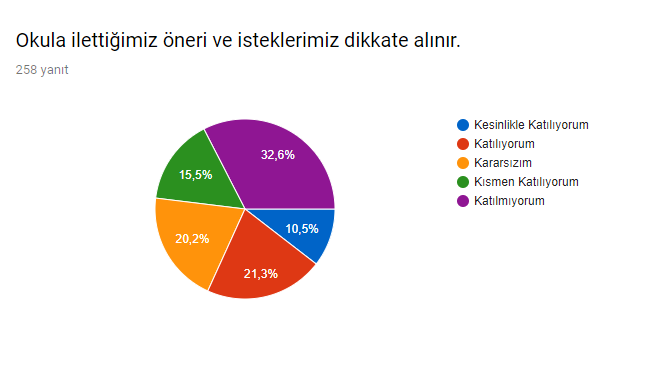 Okula ilettiğimiz öneri ve isteklerimiz dikkate alınır.
258 yanıt
Kesinlikle Katılıyorum
Katılıyorum
Kararsızım
Kısmen Katılıyorum
Katılmıyorum
32,6%
15,5%
10,5%
20,2%
21,3%